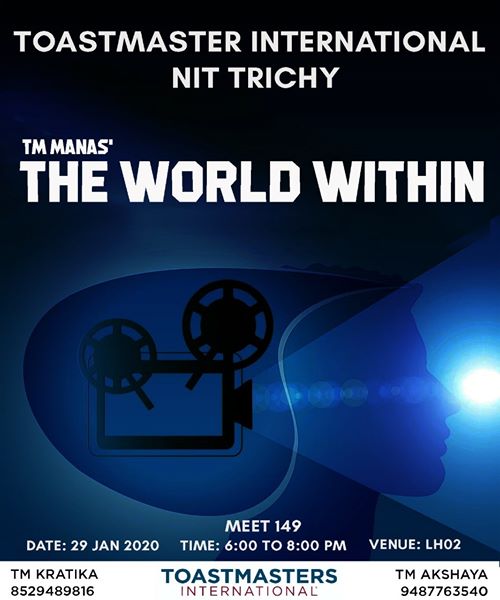 TOASTMASTER INTERNATIONAL
NIT TRICHY
TM MANAS'
THE WORLD WITHIN
MEET 149
DATE: 29 JAN 2020 TIME: 6:00 TO 8:00 PM VENUE: LH02
TM KRATIKA
8529489816
TOASTMASTERS
INTERNATIONAL
TM AKSHAYA
9487763540